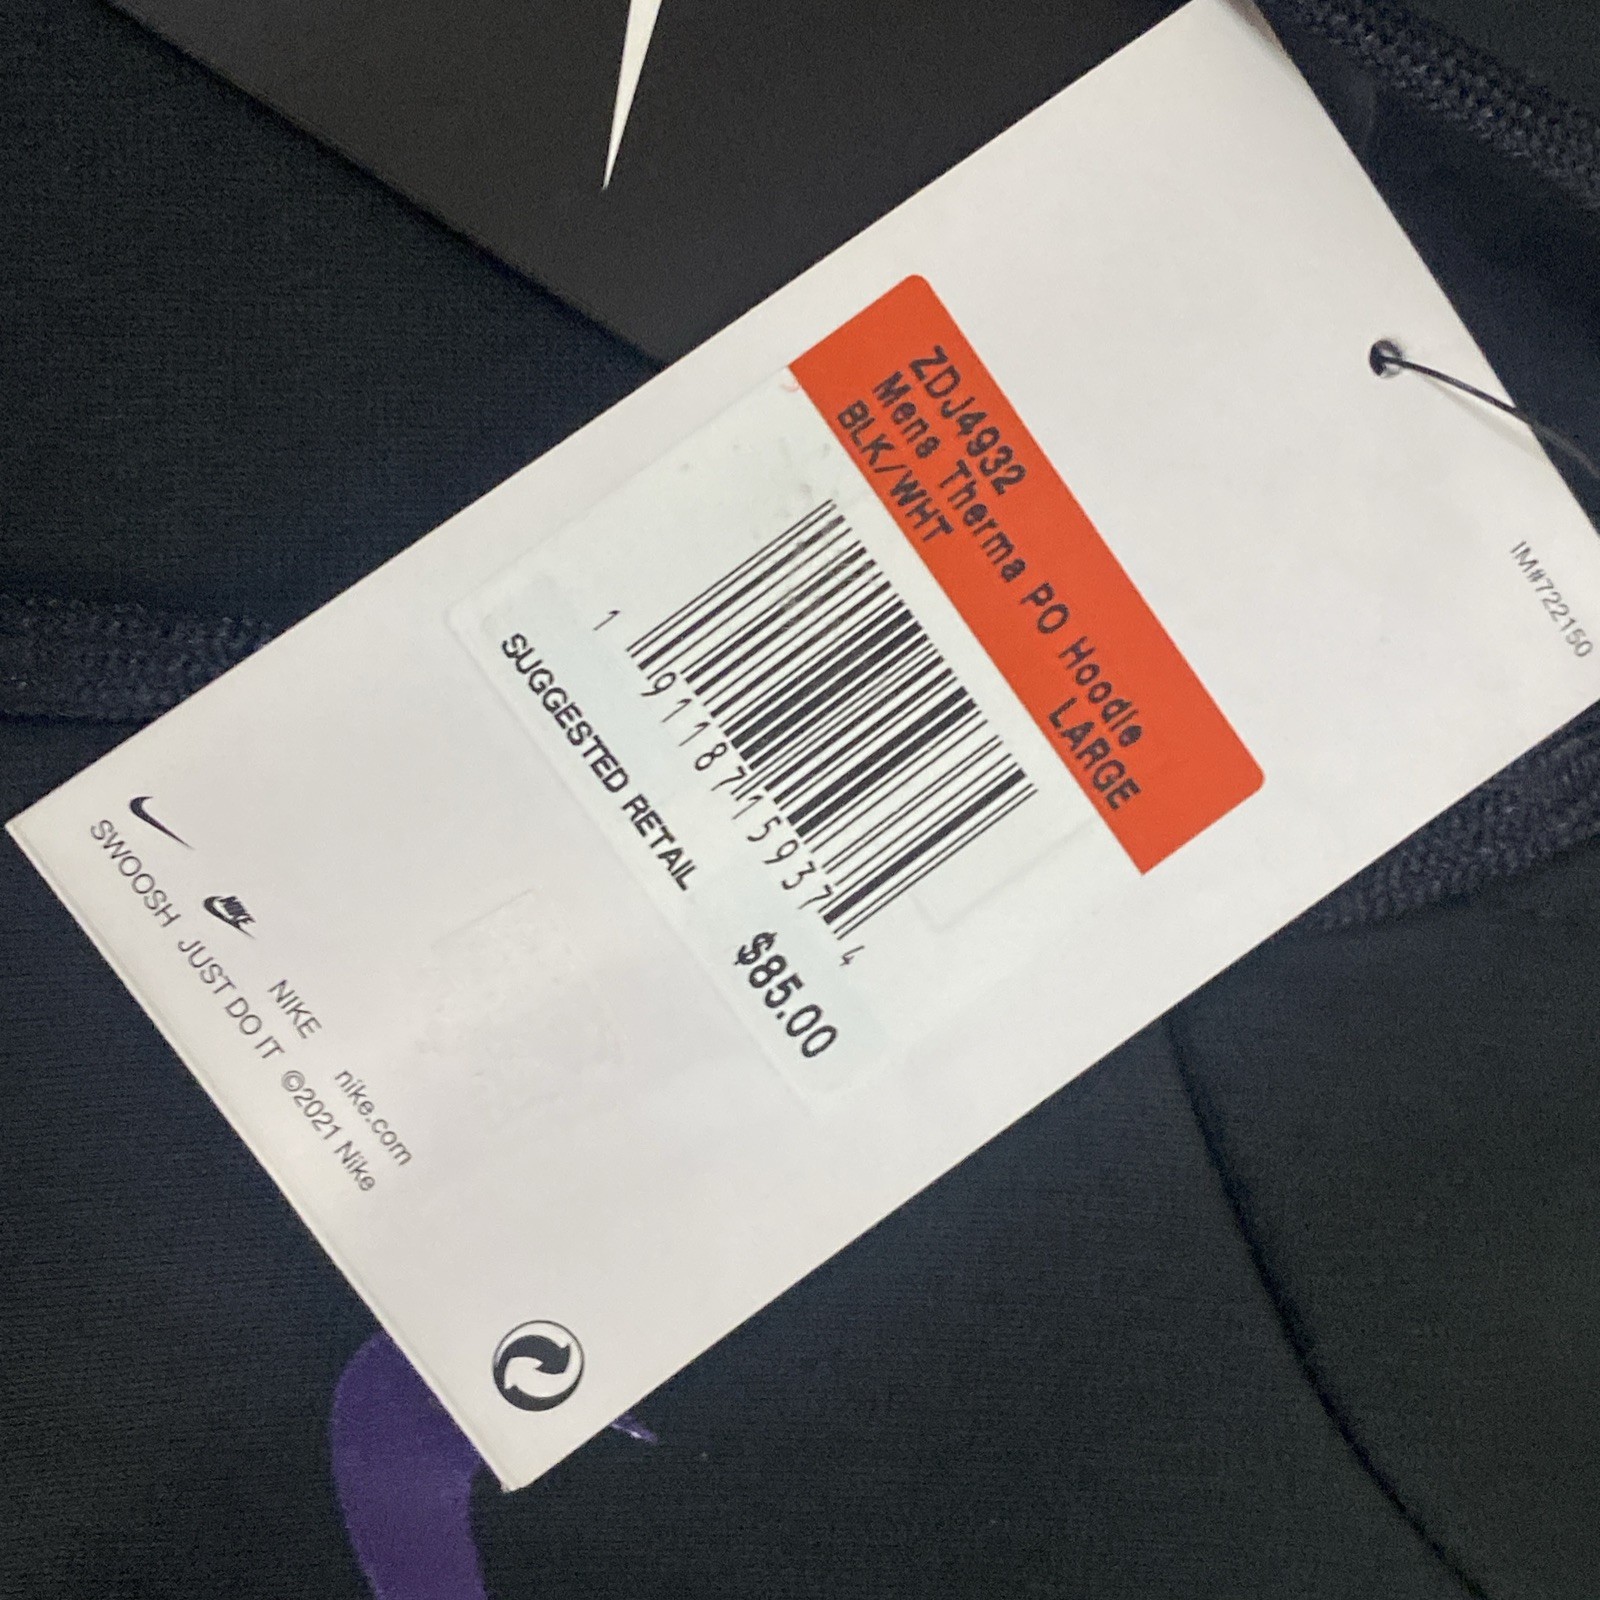 IM#722150
ZDJ4932
Mens Therma PO Hoodie
BLK/WHT LARGE
1 91187 15937 4
SUGGESTED RETAIL $85.00
NIKE
NIKE nike.com
SWOOSH JUST DO IT ©2021 Nike